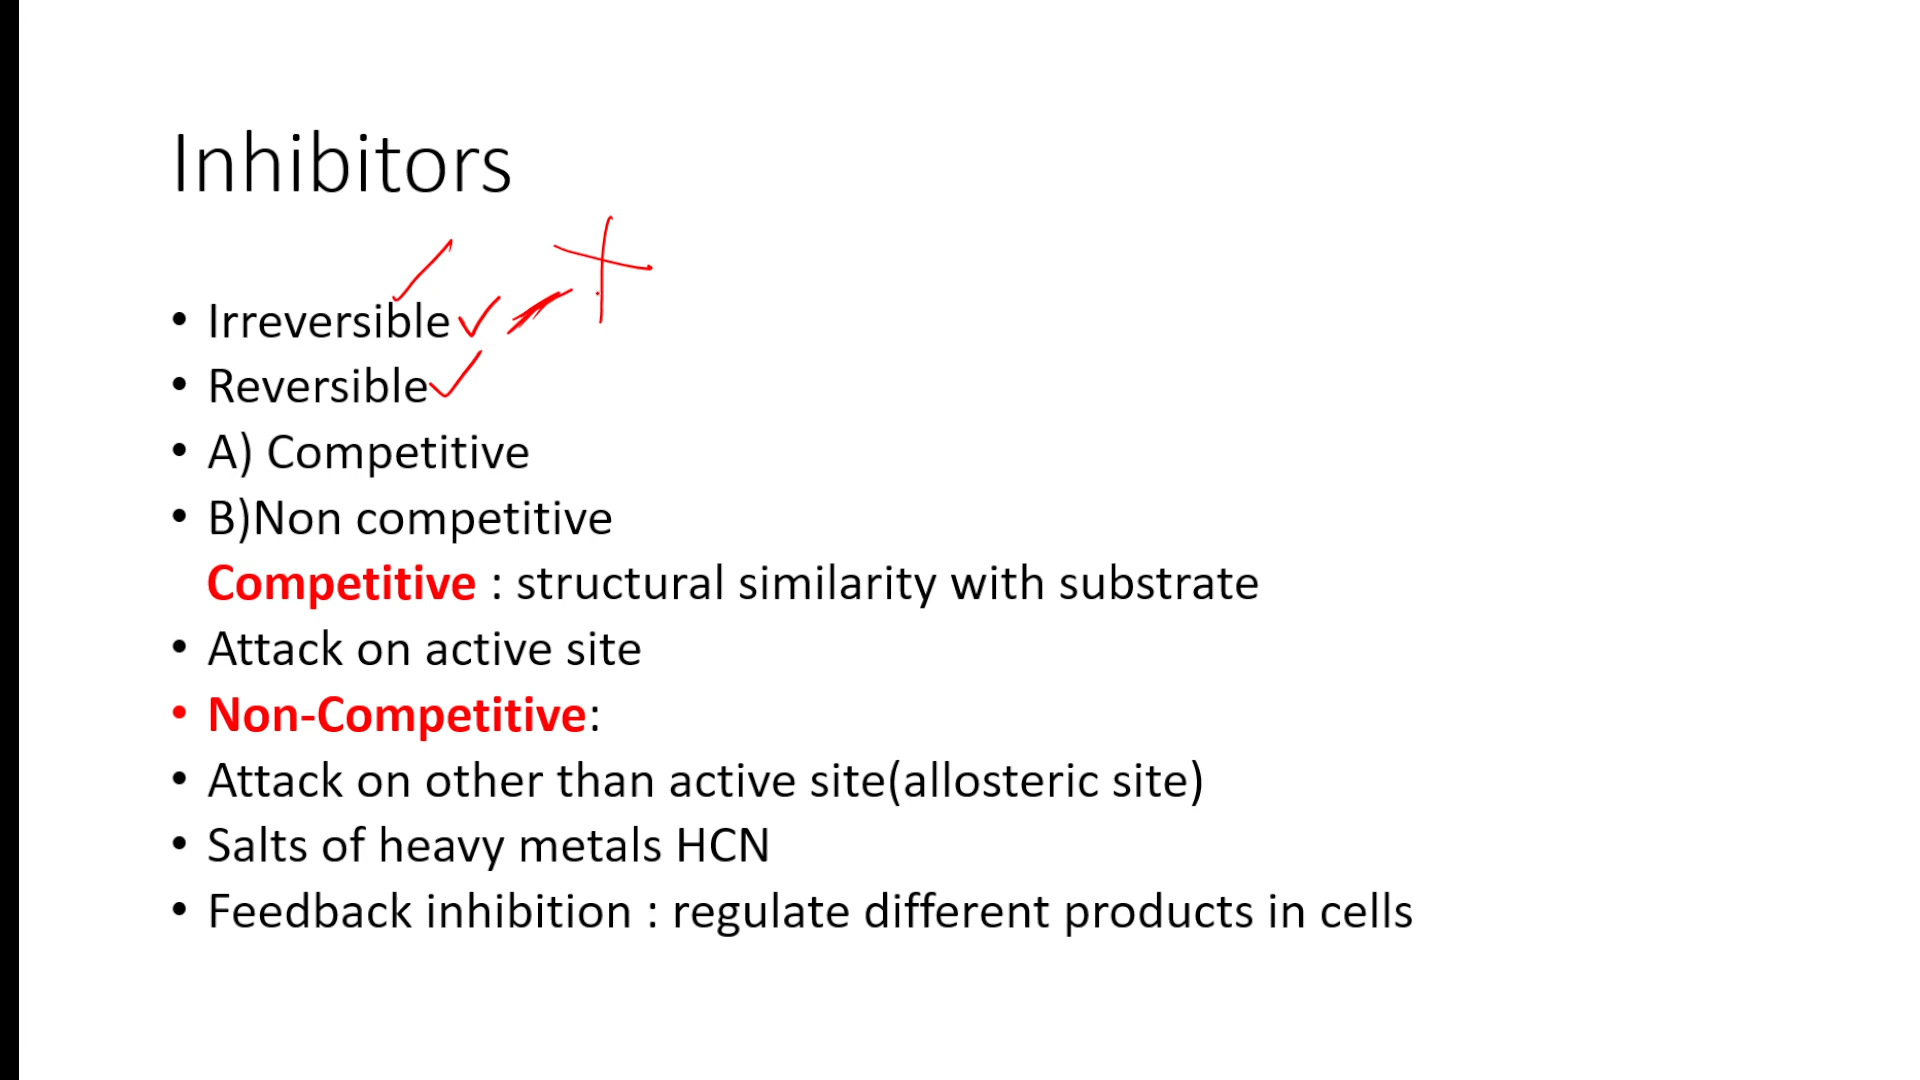 Inhibitors
• Irreversible
• Reversible
• A) Competitive
• B)Non competitive
Competitive : structural similarity with substrate
• Attack on active site
• Non-Competitive:
• Attack on other than active site(allosteric site)
• Salts of heavy metals HCN
• Feedback inhibition : regulate different products in cells